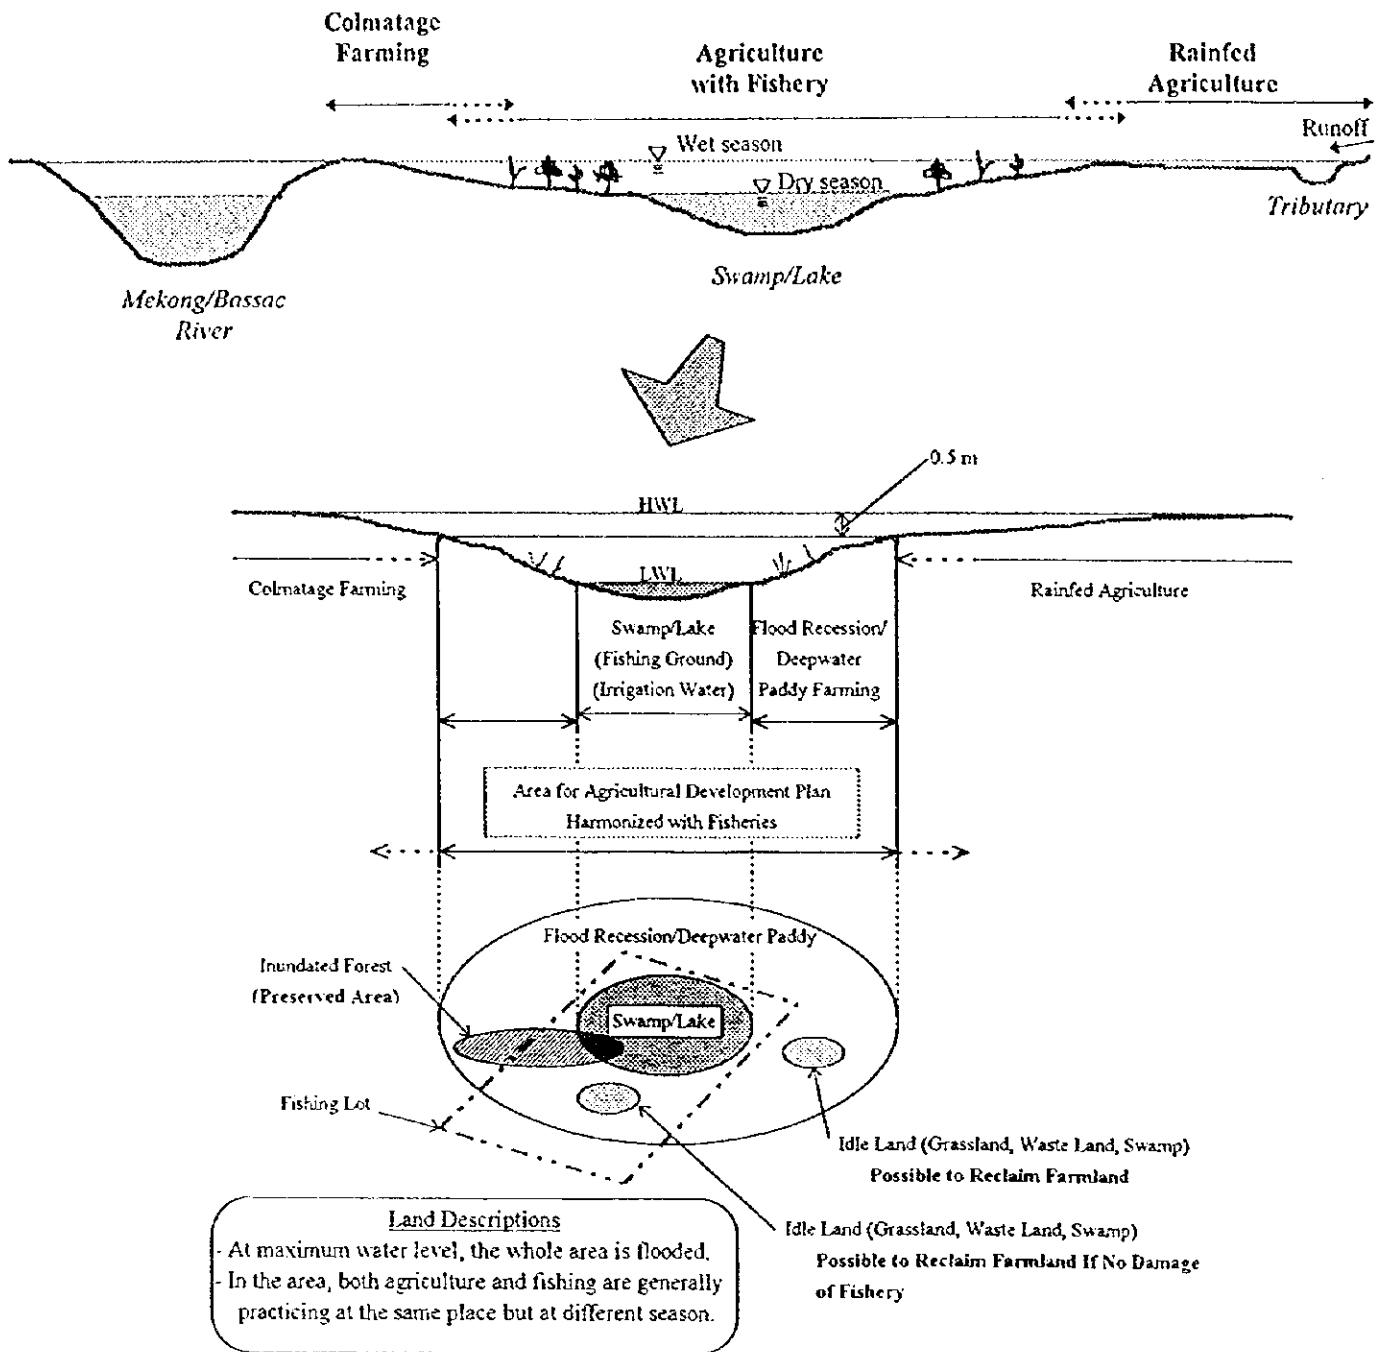 Colmatage
Farming
Agriculture
with Fishery
Rainfed
Agriculture
Runoff
Wet season
Dry season
Tributary
Swamp/Lake
Mekong/Bassac
River
0.5 m
HWL
LWL
Colmatage Farming
Rainfed Agriculture
Swamp/Lake
(Fishing Ground)
(Irrigation Water)
Flood Recession/
Deepwater
Paddy Farming
Area for Agricultural Development Plan
Harmonized with Fisheries
Flood Recession/Deepwater Paddy
Inundated Forest
(Preserved Area)
Swamp/Lake
Fishing Lot
Idle Land (Grassland, Waste Land, Swamp)
Possible to Reclaim Farmland
Idle Land (Grassland, Waste Land, Swamp)
Possible to Reclaim Farmland If No Damage
of Fishery
Land Descriptions
- At maximum water level, the whole area is flooded.
- In the area, both agriculture and fishing are generally
practicing at the same place but at different season.